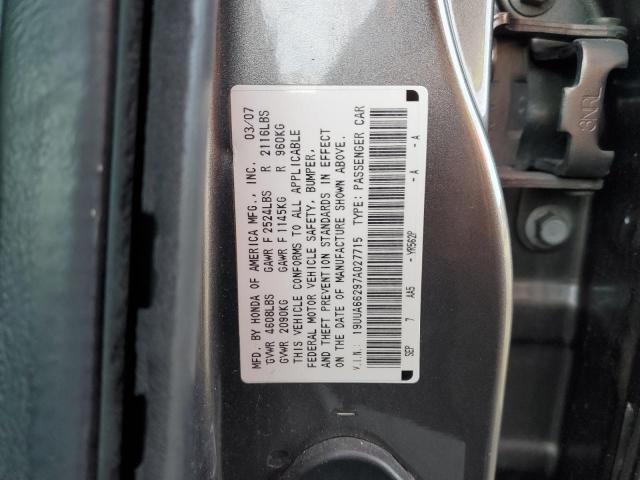 MFD. BY HONDA OF AMERICA MFG., INC. 03/07
GVWR 4608LBS GAWR F 2524LBS R 2116LBS
GVWR 2090KG GAWR F 1145KG R 960KG
THIS VEHICLE CONFORMS TO ALL APPLICABLE
FEDERAL MOTOR VEHICLE SAFETY, BUMPER,
AND THEFT PREVENTION STANDARDS IN EFFECT
ON THE DATE OF MANUFACTURE SHOWN ABOVE.
V.I.N.: 19UUA66297A027715 TYPE: PASSENGER CAR
SEP 7 AA5 - YR562P - A - A